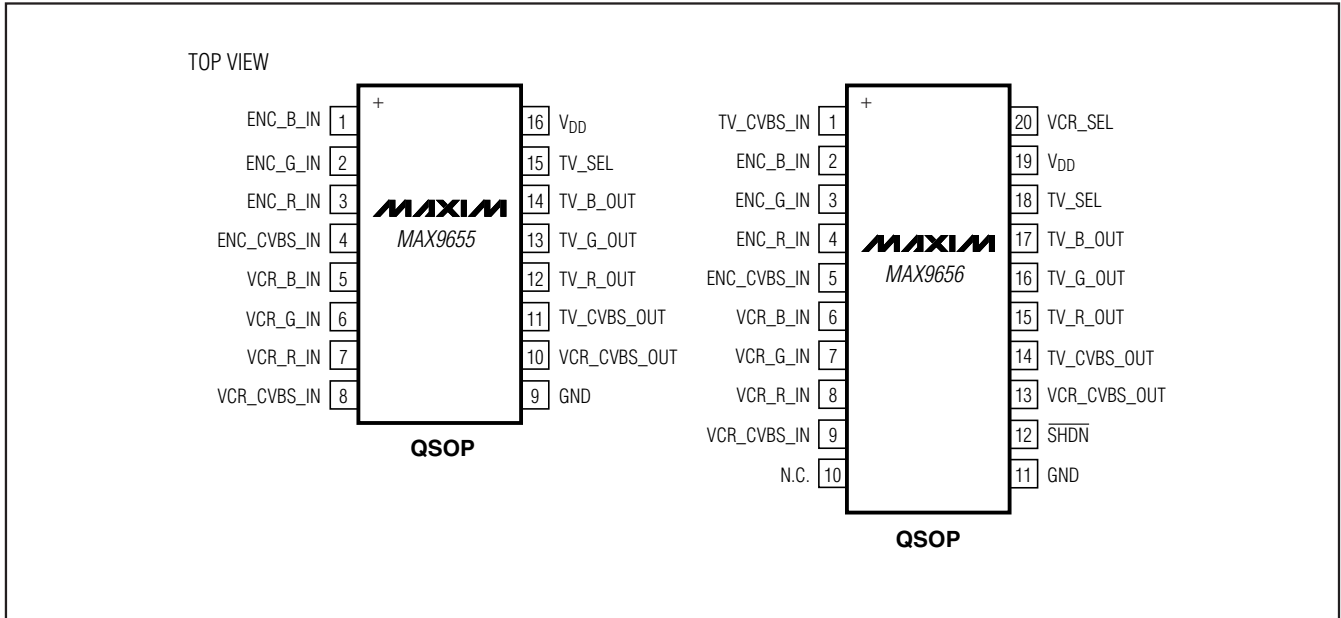 TOP VIEW
+
ENC_B_IN 1
ENC_G_IN 2
ENC_R_IN 3
ENC_CVBS_IN 4
VCR_B_IN 5
VCR_G_IN 6
VCR_R_IN 7
VCR_CVBS_IN 8
MAXIM
MAX9655
16 VDD
15 TV_SEL
14 TV_B_OUT
13 TV_G_OUT
12 TV_R_OUT
11 TV_CVBS_OUT
10 VCR_CVBS_OUT
9 GND
QSOP
+
TV_CVBS_IN 1
ENC_B_IN 2
ENC_G_IN 3
ENC_R_IN 4
ENC_CVBS_IN 5
VCR_B_IN 6
VCR_G_IN 7
VCR_R_IN 8
VCR_CVBS_IN 9
N.C. 10
MAXIM
MAX9656
20 VCR_SEL
19 VDD
18 TV_SEL
17 TV_B_OUT
16 TV_G_OUT
15 TV_R_OUT
14 TV_CVBS_OUT
13 VCR_CVBS_OUT
12 S̅H̅D̅N̅
11 GND
QSOP